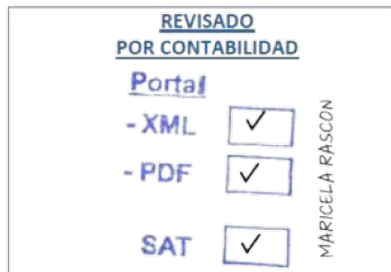 REVISADO
POR CONTABILIDAD
Portal
- XML ✓
- PDF ✓
SAT ✓
MARICELA RASCON